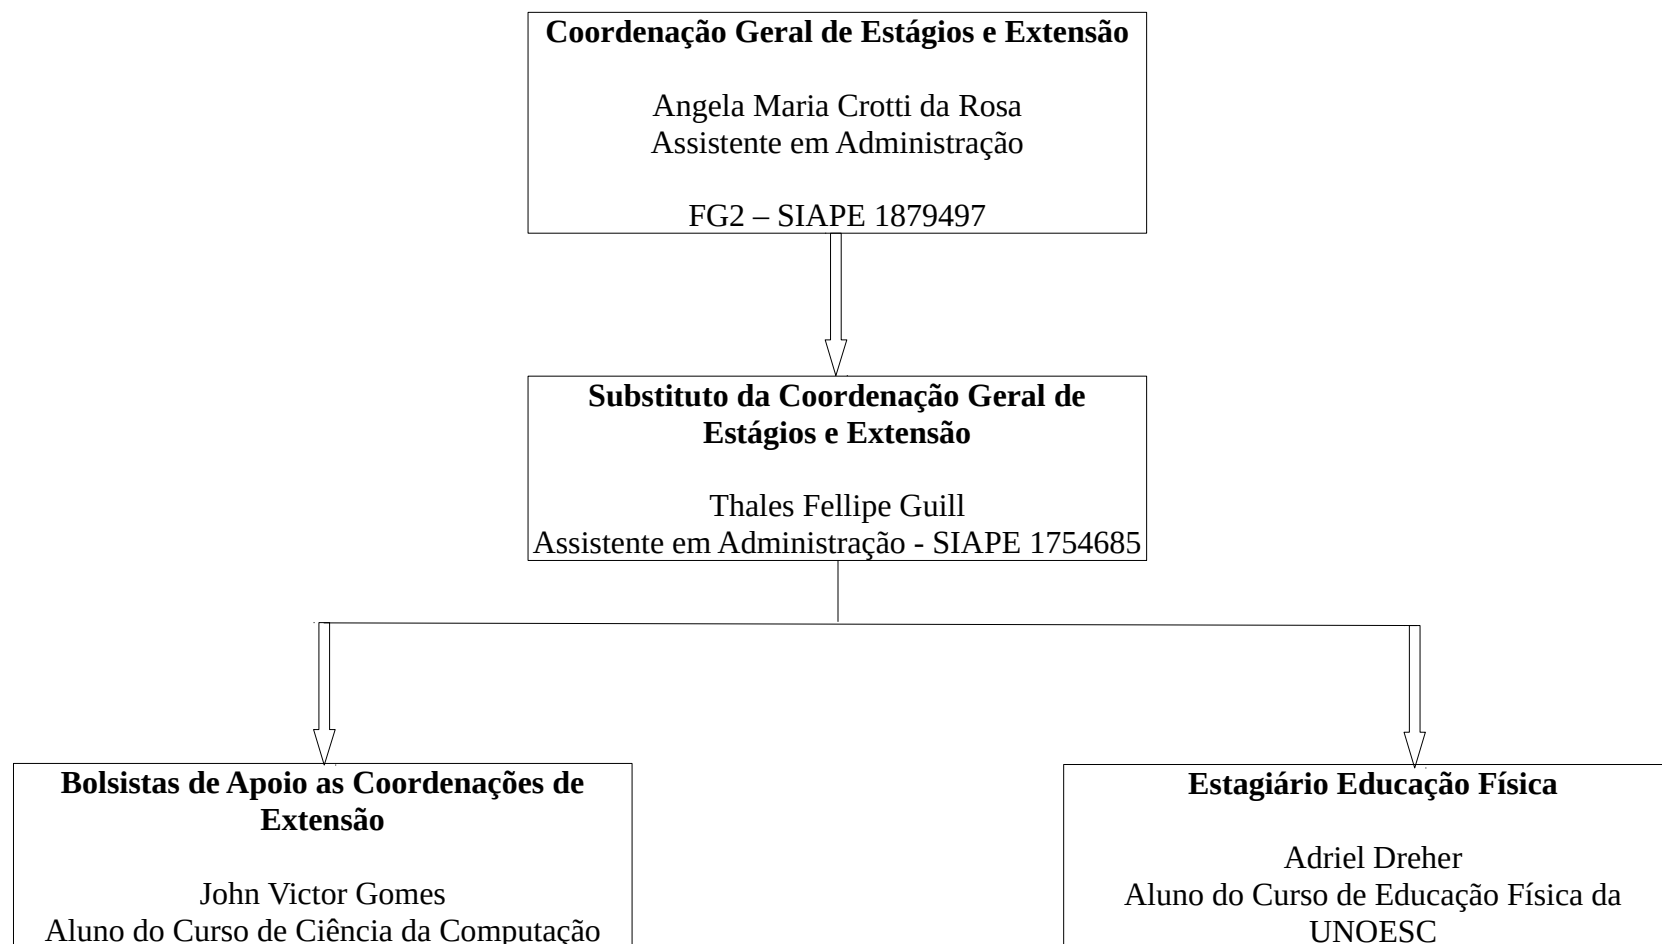 Coordenação Geral de Estágios e Extensão
Angela Maria Crotti da Rosa
Assistente em Administração
FG2 – SIAPE 1879497
Substituto da Coordenação Geral de
Estágios e Extensão
Thales Fellipe Guill
Assistente em Administração - SIAPE 1754685
Bolsistas de Apoio as Coordenações de
Extensão
John Victor Gomes
Aluno do Curso de Ciência da Computação
Estagiário Educação Física
Adriel Dreher
Aluno do Curso de Educação Física da
UNOESC